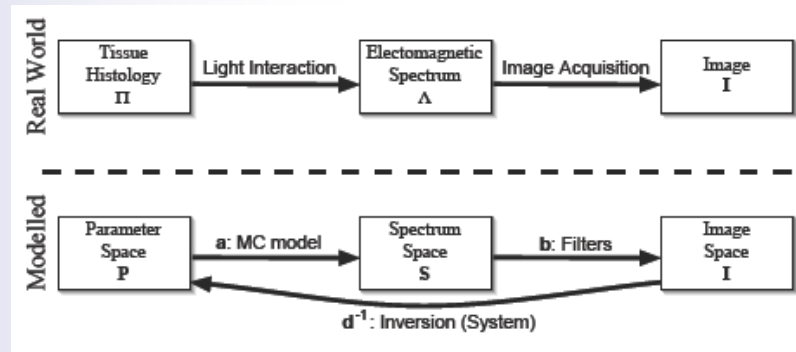 Real World
Tissue
Histology
Π
Light Interaction
Electomagnetic
Spectrum
Λ
Image Acquisition
Image
I
Modelled
Parameter
Space
P
a: MC model
Spectrum
Space
S
b: Filters
Image
Space
I
d⁻¹: Inversion (System)